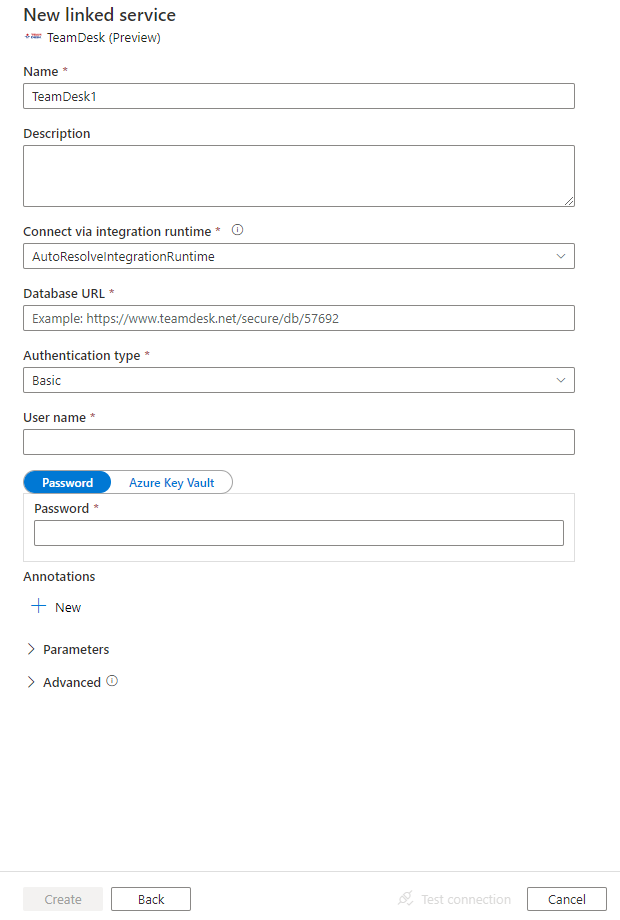 New linked service
TeamDesk (Preview)
Name *
TeamDesk1
Description
Connect via integration runtime *
AutoResolveIntegrationRuntime
Database URL *
Example: https://www.teamdesk.net/secure/db/57692
Authentication type *
Basic
User name *
Password Azure Key Vault
Password *
Annotations
New
Parameters
Advanced
Create Back Test connection Cancel